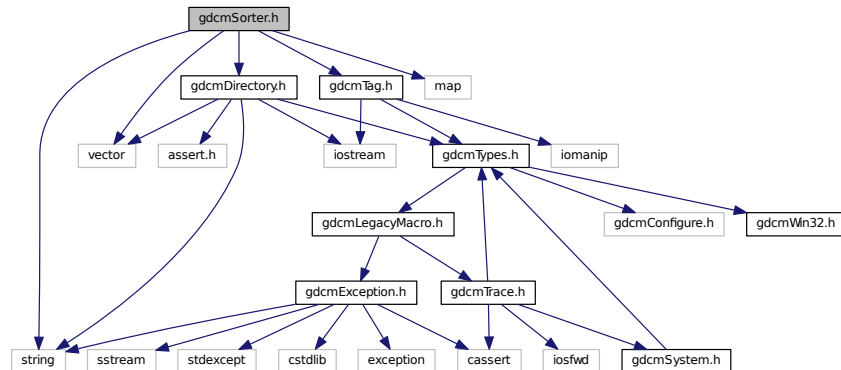 gdcmSorter.h
gdcmDirectory.h
gdcmTag.h
map
vector
assert.h
iostream
gdcmTypes.h
iomanip
gdcmLegacyMacro.h
gdcmConfigure.h
gdcmWin32.h
gdcmException.h
gdcmTrace.h
string
sstream
stdexcept
cstdlib
exception
cassert
iosfwd
gdcmSystem.h